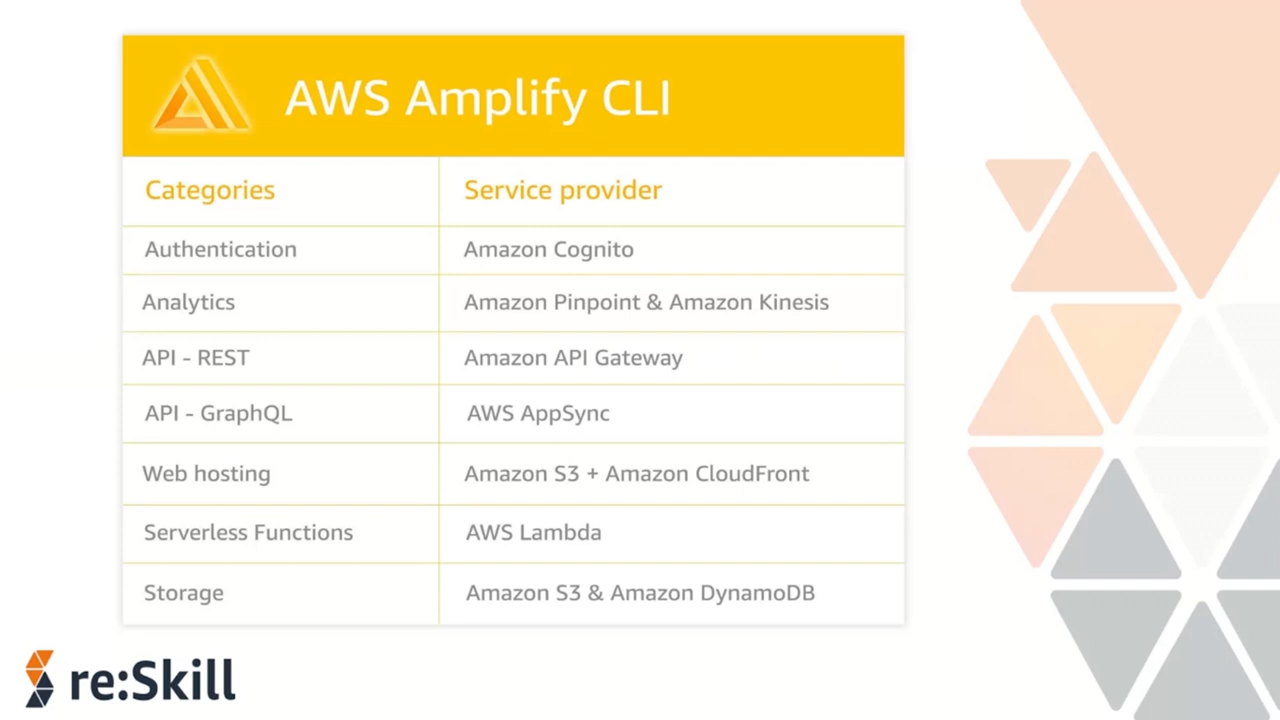 AWS Amplify CLI
Categories Service provider
Authentication Amazon Cognito
Analytics Amazon Pinpoint & Amazon Kinesis
API - REST Amazon API Gateway
API - GraphQL AWS AppSync
Web hosting Amazon S3 + Amazon CloudFront
Serverless Functions AWS Lambda
Storage Amazon S3 & Amazon DynamoDB
re:Skill